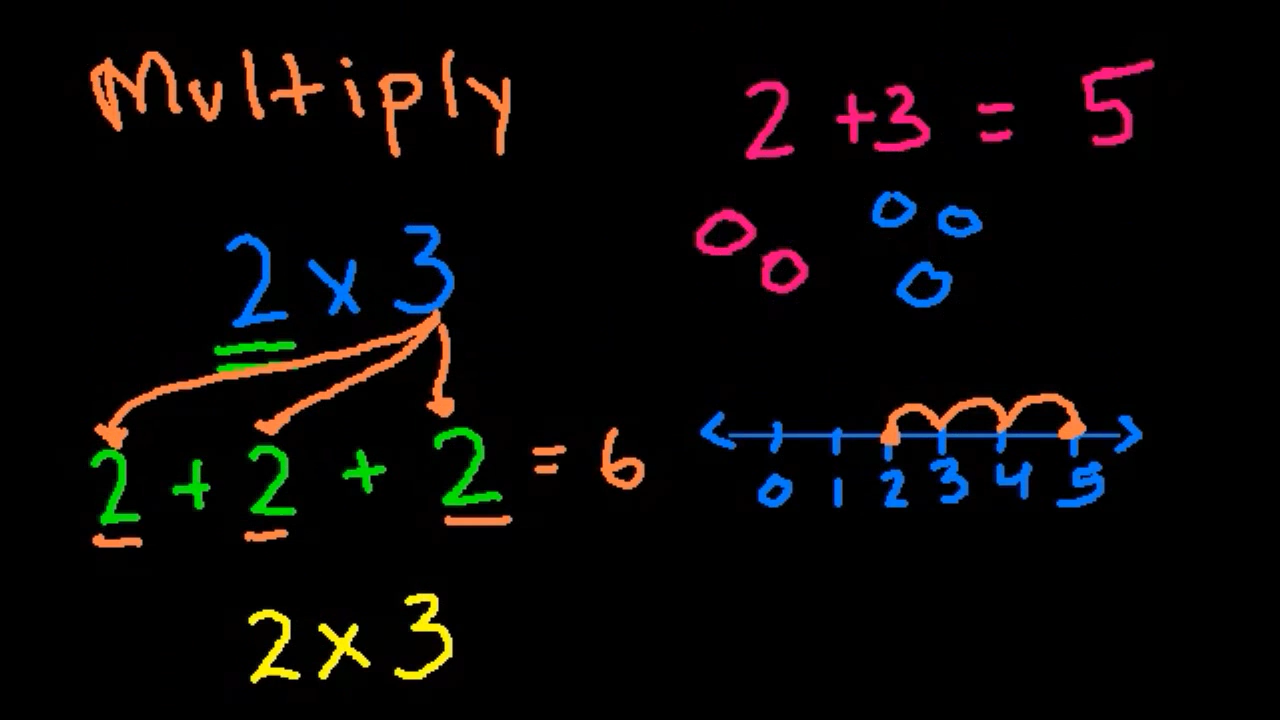 Multiply
2 x 3
2 + 2 + 2 = 6
2 x 3
2 + 3 = 5
0 1 2 3 4 5